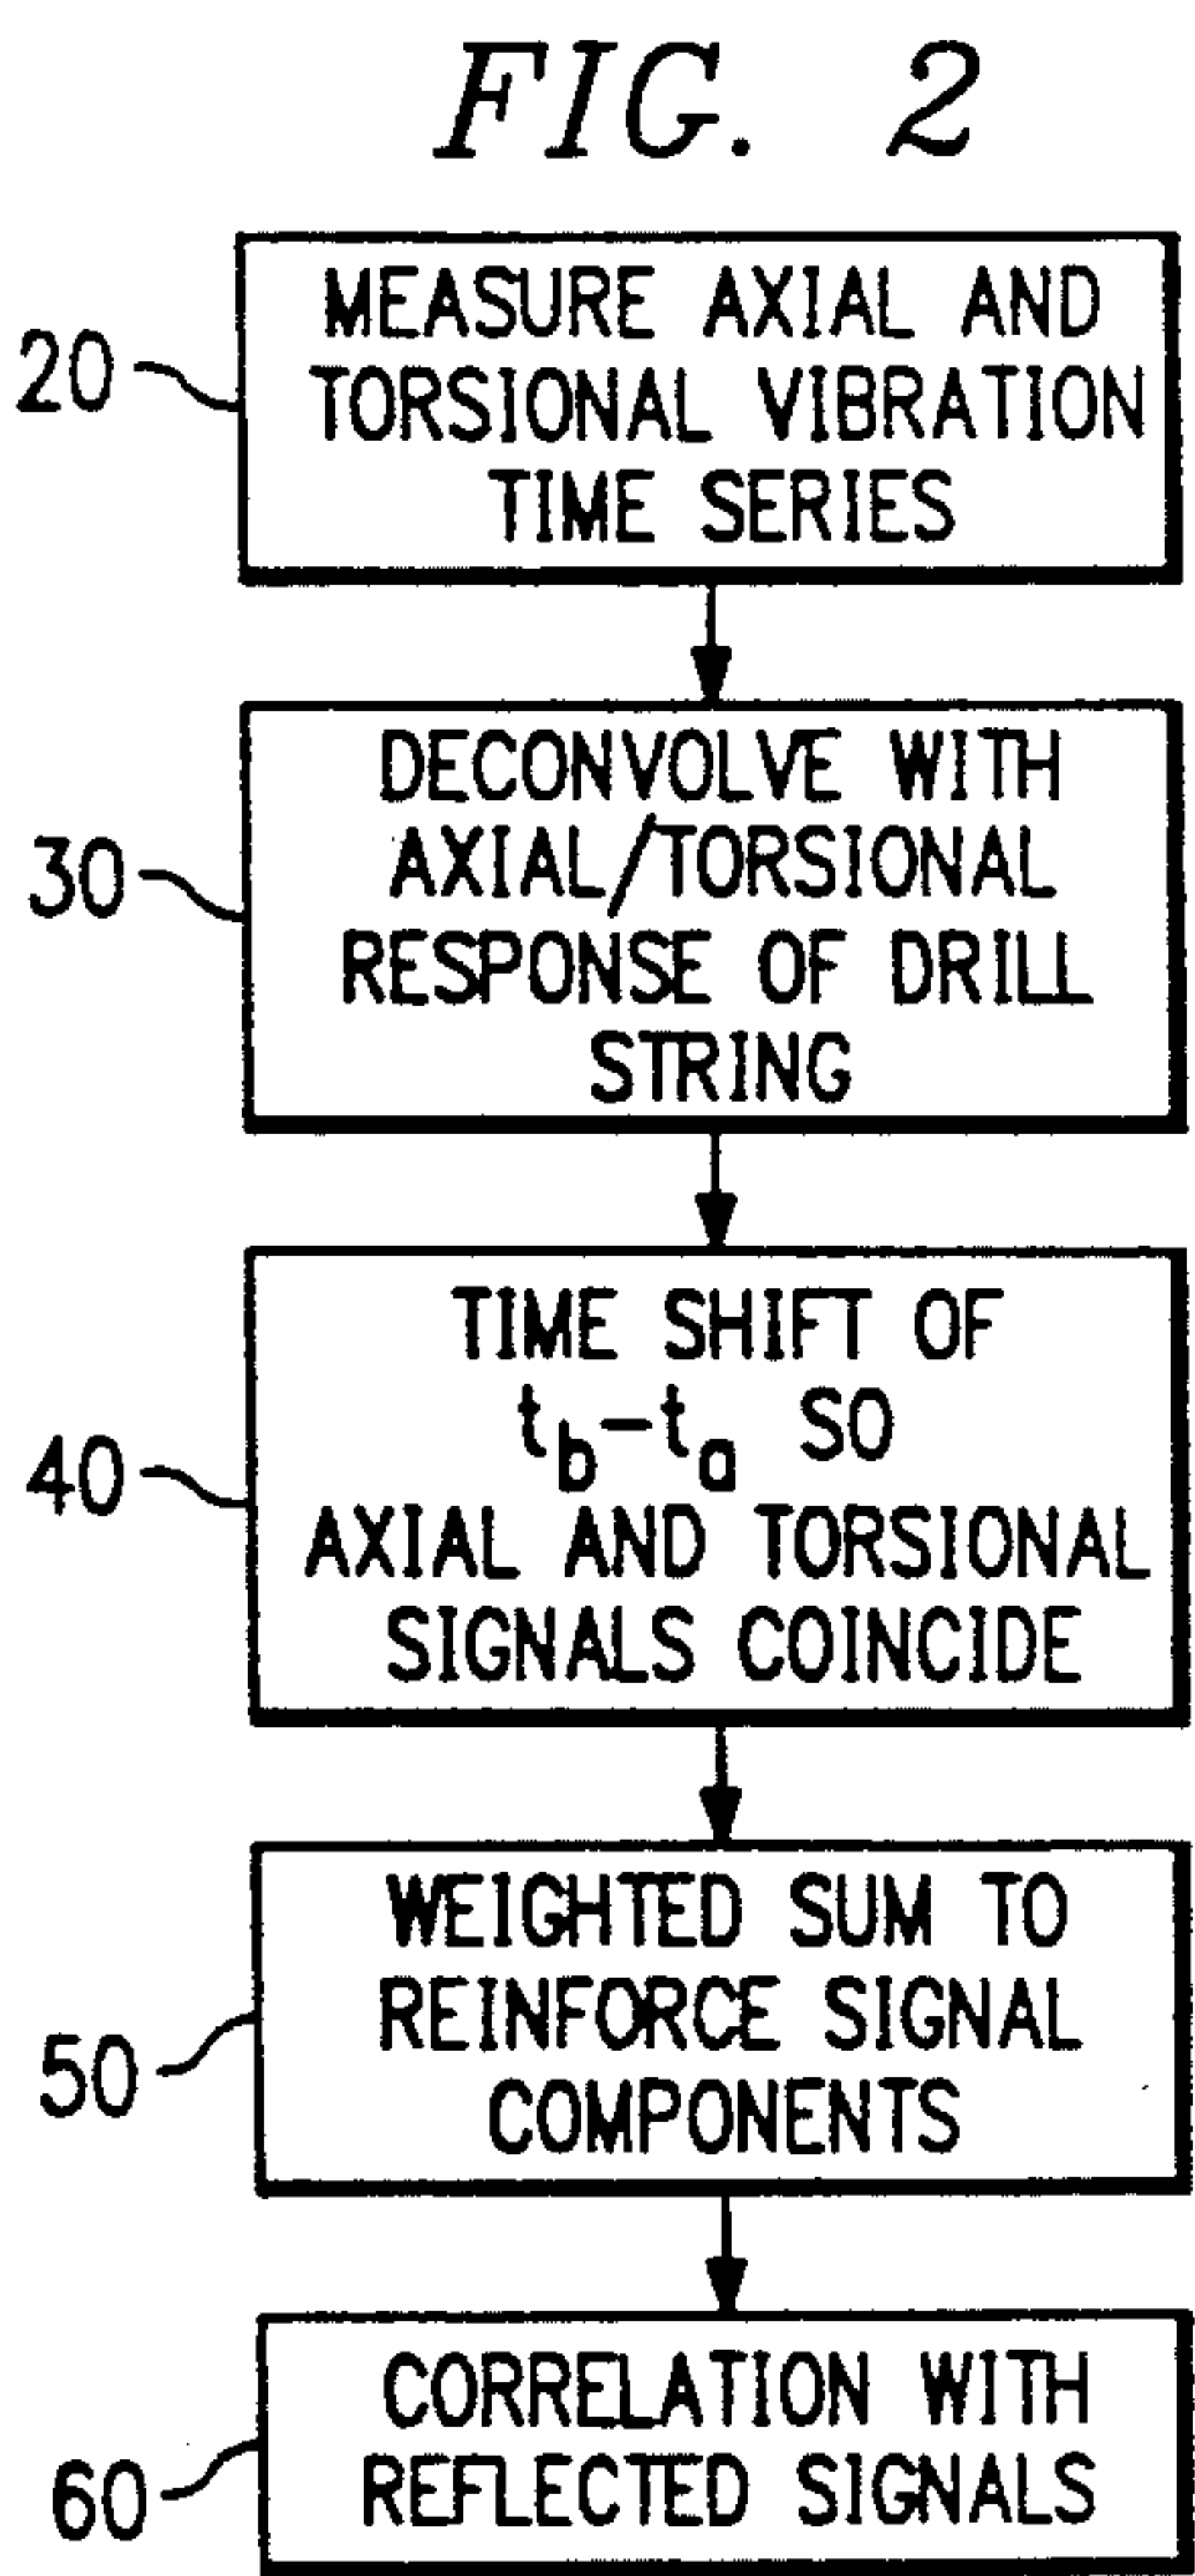 FIG. 2
20
MEASURE AXIAL AND
TORSIONAL VIBRATION
TIME SERIES
30
DECONVOLVE WITH
AXIAL/TORSIONAL
RESPONSE OF DRILL
STRING
40
TIME SHIFT OF
t_b-t_a SO
AXIAL AND TORSIONAL
SIGNALS COINCIDE
50
WEIGHTED SUM TO
REINFORCE SIGNAL
COMPONENTS
60
CORRELATION WITH
REFLECTED SIGNALS